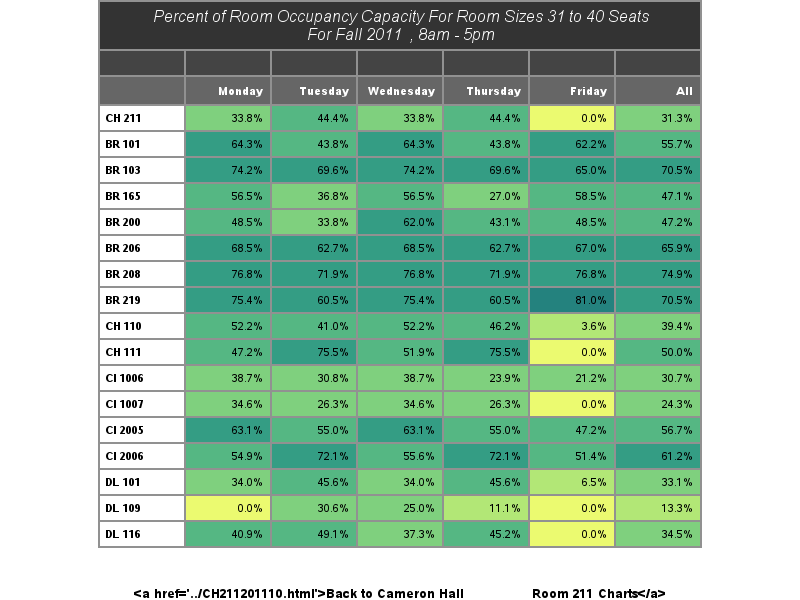 Percent of Room Occupancy Capacity For Room Sizes 31 to 40 Seats
For Fall 2011 , 8am - 5pm
Monday Tuesday Wednesday Thursday Friday All
CH 211 33.8% 44.4% 33.8% 44.4% 0.0% 31.3%
BR 101 64.3% 43.8% 64.3% 43.8% 62.2% 55.7%
BR 103 74.2% 69.6% 74.2% 69.6% 65.0% 70.5%
BR 165 56.5% 36.8% 56.5% 27.0% 58.5% 47.1%
BR 200 48.5% 33.8% 62.0% 43.1% 48.5% 47.2%
BR 206 68.5% 62.7% 68.5% 62.7% 67.0% 65.9%
BR 208 76.8% 71.9% 76.8% 71.9% 76.8% 74.9%
BR 219 75.4% 60.5% 75.4% 60.5% 81.0% 70.5%
CH 110 52.2% 41.0% 52.2% 46.2% 3.6% 39.4%
CH 111 47.2% 75.5% 51.9% 75.5% 0.0% 50.0%
CI 1006 38.7% 30.8% 38.7% 23.9% 21.2% 30.7%
CI 1007 34.6% 26.3% 34.6% 26.3% 0.0% 24.3%
CI 2005 63.1% 55.0% 63.1% 55.0% 47.2% 56.7%
CI 2006 54.9% 72.1% 55.6% 72.1% 51.4% 61.2%
DL 101 34.0% 45.6% 34.0% 45.6% 6.5% 33.1%
DL 109 0.0% 30.6% 25.0% 11.1% 0.0% 13.3%
DL 116 40.9% 49.1% 37.3% 45.2% 0.0% 34.5%
<a href='../CH211201110.html'>Back to Cameron Hall Room 211 Charts</a>